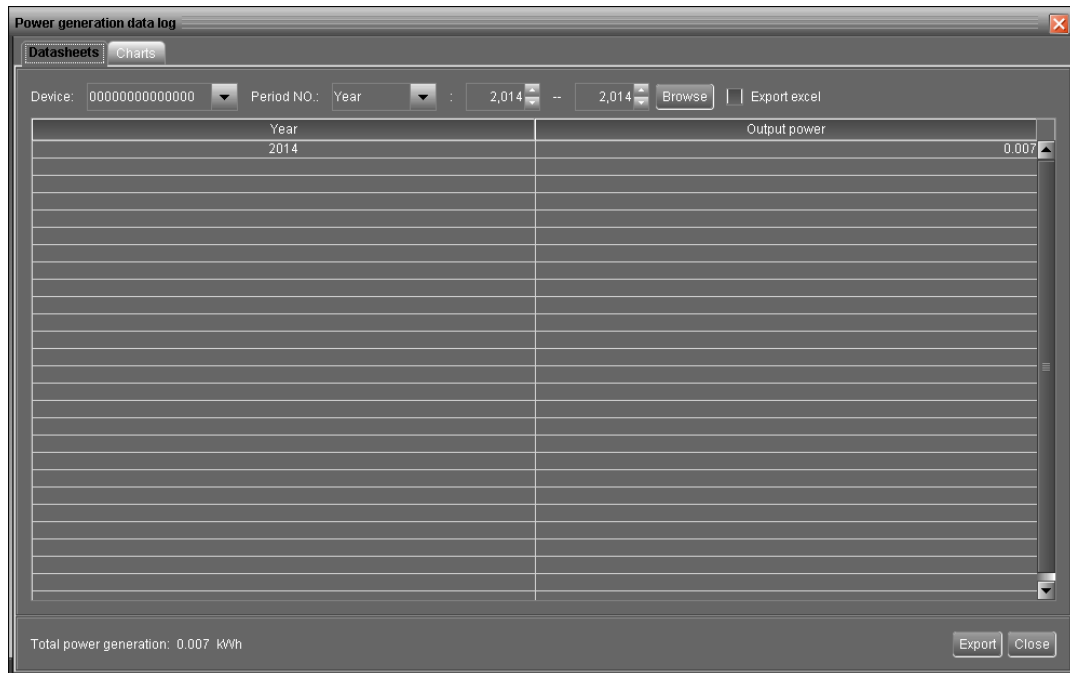 Power generation data log
Datasheets Charts
Device: 00000000000000 Period NO.: Year : 2,014 -- 2,014 Browse Export excel
Year Output power
2014 0.007
Total power generation: 0.007 kWh Export Close